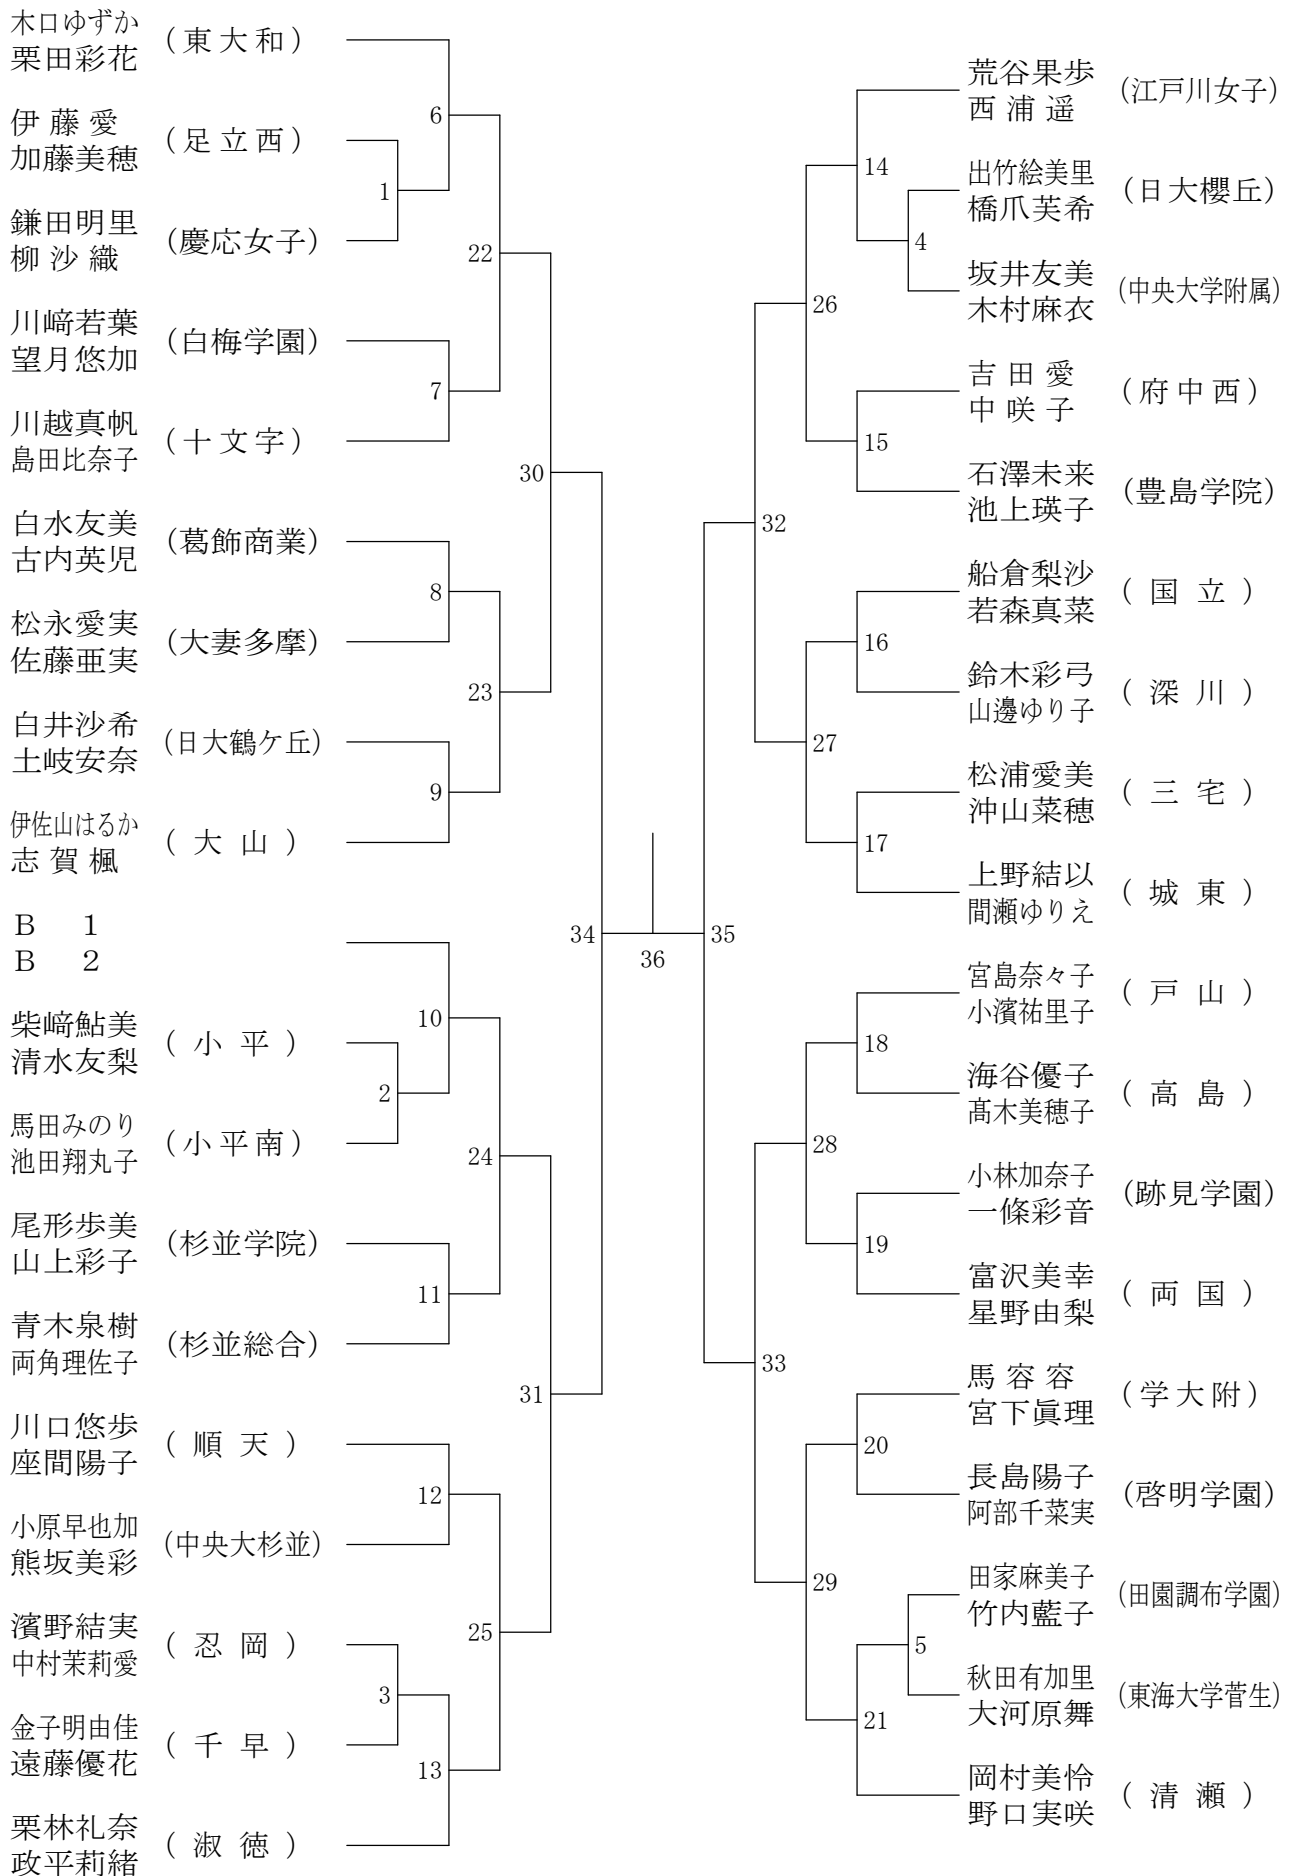 木口ゆずか
栗田彩花
(東大和)
伊藤愛
加藤美穂
(足立西)
鎌田明里
柳沙織
(慶応女子)
川﨑若葉
望月悠加
(白梅学園)
川越真帆
島田比奈子
(十文字)
白水友美
古内英児
(葛飾商業)
松永愛実
佐藤亜実
(大妻多摩)
白井沙希
土岐安奈
(日大鶴ケ丘)
伊佐山はるか
志賀楓
(大山)
B 1
B 2
柴﨑鮎美
清水友梨
(小平)
馬田みのり
池田翔丸子
(小平南)
尾形歩美
山上彩子
(杉並学院)
青木泉樹
両角理佐子
(杉並総合)
川口悠歩
座間陽子
(順天)
小原早也加
熊坂美彩
(中央大杉並)
濱野結実
中村茉莉愛
(忍岡)
金子明由佳
遠藤優花
(千早)
栗林礼奈
政平莉緒
(淑徳)
1
2
3
6
7
8
9
10
11
12
13
22
23
24
25
30
31
34
36
35
32
33
26
27
28
29
14
15
16
17
18
19
20
21
4
5
荒谷果歩
西浦遥
(江戸川女子)
出竹絵美里
橋爪芙希
(日大櫻丘)
坂井友美
木村麻衣
(中央大学附属)
吉田愛
中咲子
(府中西)
石澤未来
池上瑛子
(豊島学院)
船倉梨沙
若森真菜
(国立)
鈴木彩弓
山邊ゆり子
(深川)
松浦愛美
沖山菜穂
(三宅)
上野結以
間瀬ゆりえ
(城東)
宮島奈々子
小濱祐里子
(戸山)
海谷優子
髙木美穂子
(高島)
小林加奈子
一條彩音
(跡見学園)
富沢美幸
星野由梨
(両国)
馬容容
宮下眞理
(学大附)
長島陽子
阿部千菜実
(啓明学園)
田家麻美子
竹内藍子
(田園調布学園)
秋田有加里
大河原舞
(東海大学菅生)
岡村美怜
野口実咲
(清瀬)